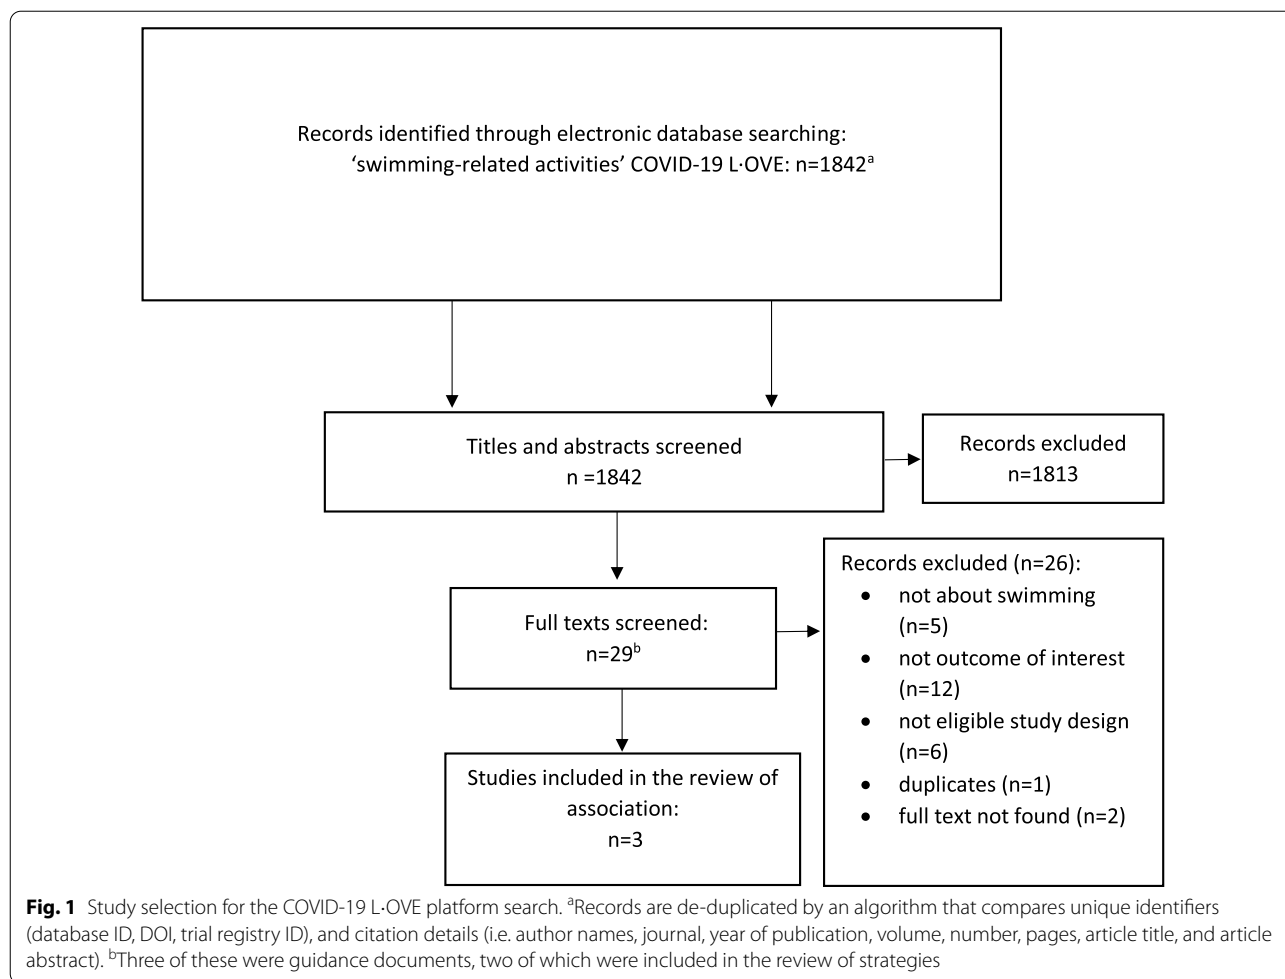 Records identified through electronic database searching:
‘swimming-related activities’ COVID-19 L·OVE: n=1842a
Titles and abstracts screened
n =1842
Records excluded
n=1813
Full texts screened:
n=29b
Records excluded (n=26):
• not about swimming
(n=5)
• not outcome of interest
(n=12)
• not eligible study design
(n=6)
• duplicates (n=1)
• full text not found (n=2)
Studies included in the review of
association:
n=3
Fig. 1 Study selection for the COVID-19 L·OVE platform search. aRecords are de-duplicated by an algorithm that compares unique identifiers
(database ID, DOI, trial registry ID), and citation details (i.e. author names, journal, year of publication, volume, number, pages, article title, and article
abstract). bThree of these were guidance documents, two of which were included in the review of strategies